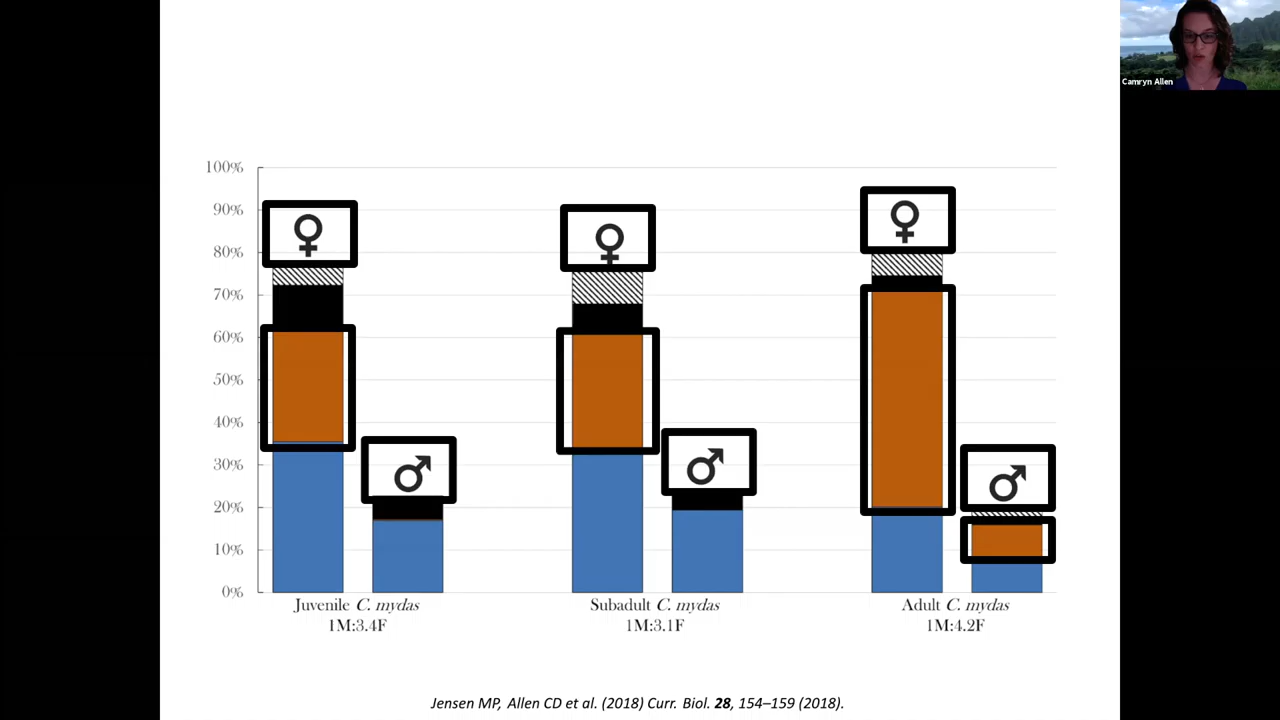 Camryn Allen
100%
90%
80%
70%
60%
50%
40%
30%
20%
10%
0%
♀
♀
♀
♂
♂
♂
Juvenile C. mydas
1M:3.4F
Subadult C. mydas
1M:3.1F
Adult C. mydas
1M:4.2F
Jensen MP, Allen CD et al. (2018) Curr. Biol. 28, 154–159 (2018).